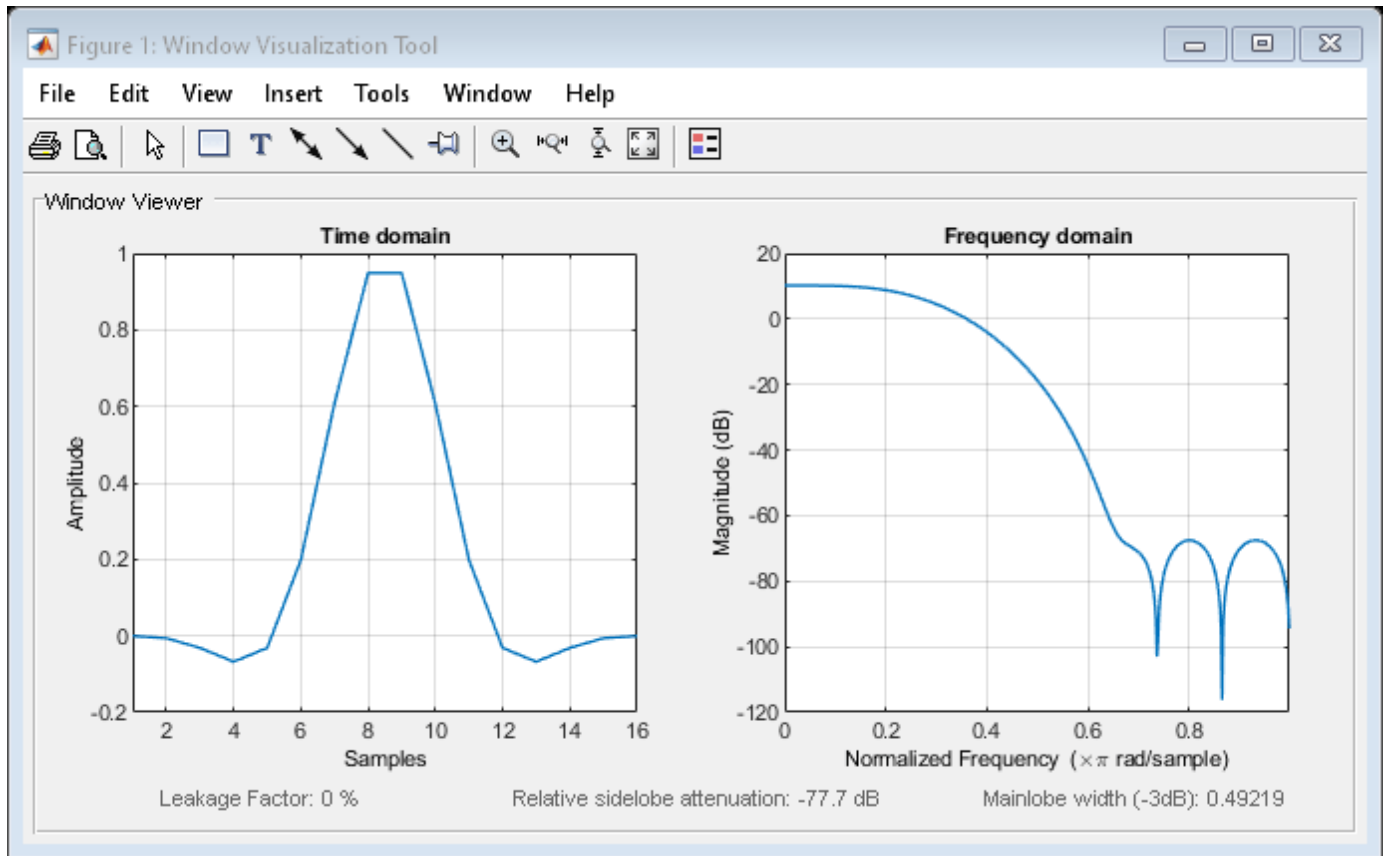 Figure 1: Window Visualization Tool
File Edit View Insert Tools Window Help
T
Window Viewer
Time domain
1
0.8
0.6
0.4
0.2
0
-0.2
Amplitude
2 4 6 8 10 12 14 16
Samples
Frequency domain
20
0
-20
-40
-60
-80
-100
-120
Magnitude (dB)
0 0.2 0.4 0.6 0.8
Normalized Frequency (×π rad/sample)
Leakage Factor: 0 % Relative sidelobe attenuation: -77.7 dB Mainlobe width (-3dB): 0.49219